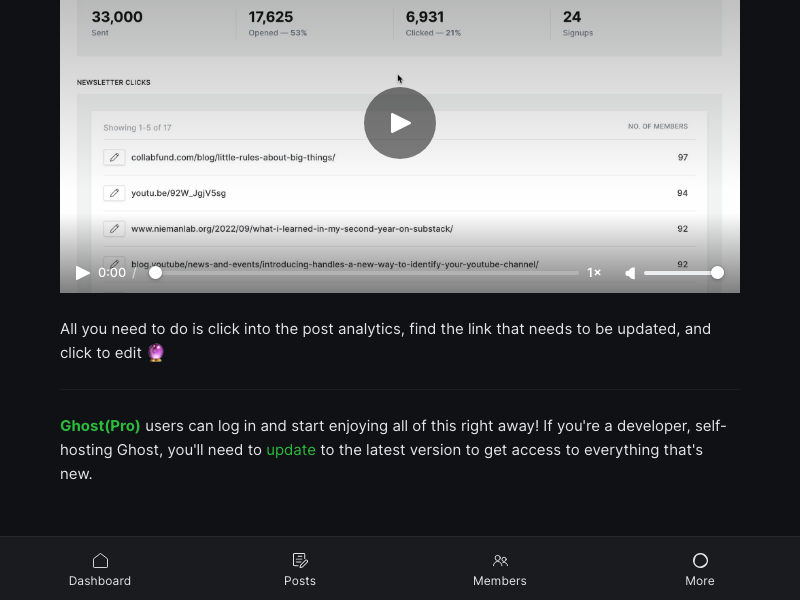 33,000 17,625 6,931 24
Sent Opened — 53% Clicked — 21% Signups
NEWSLETTER CLICKS
Showing 1-5 of 17 NO. OF MEMBERS
collabfund.com/blog/little-rules-about-big-things/ 97
youtu.be/92W_JgjV5sg 94
www.niemanlab.org/2022/09/what-i-learned-in-my-second-year-on-substack/ 92
blog.youtube/news-and-events/introducing-handles-a-new-way-to-identify-your-youtube-channel/ 92
0:00 / 1×
All you need to do is click into the post analytics, find the link that needs to be updated, and
click to edit 🔮
Ghost(Pro) users can log in and start enjoying all of this right away! If you're a developer, self-
hosting Ghost, you'll need to update to the latest version to get access to everything that's
new.
Dashboard Posts Members More